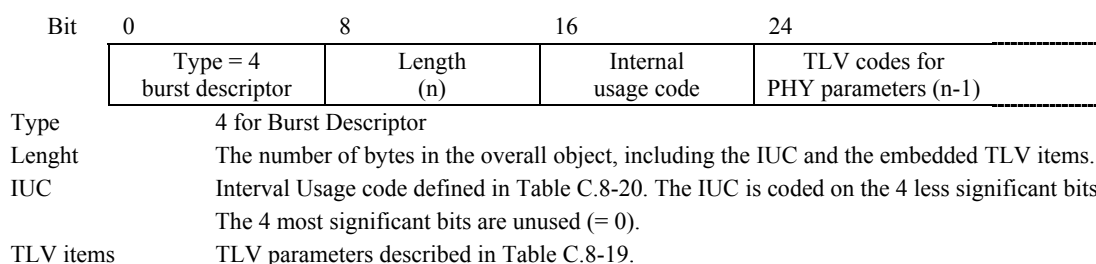 Bit 0 8 16 24
Type = 4 Length Internal TLV codes for
burst descriptor (n) usage code PHY parameters (n-1)
Type 4 for Burst Descriptor
Lenght The number of bytes in the overall object, including the IUC and the embedded TLV items.
IUC Interval Usage code defined in Table C.8-20. The IUC is coded on the 4 less significant bits
The 4 most significant bits are unused (= 0).
TLV items TLV parameters described in Table C.8-19.